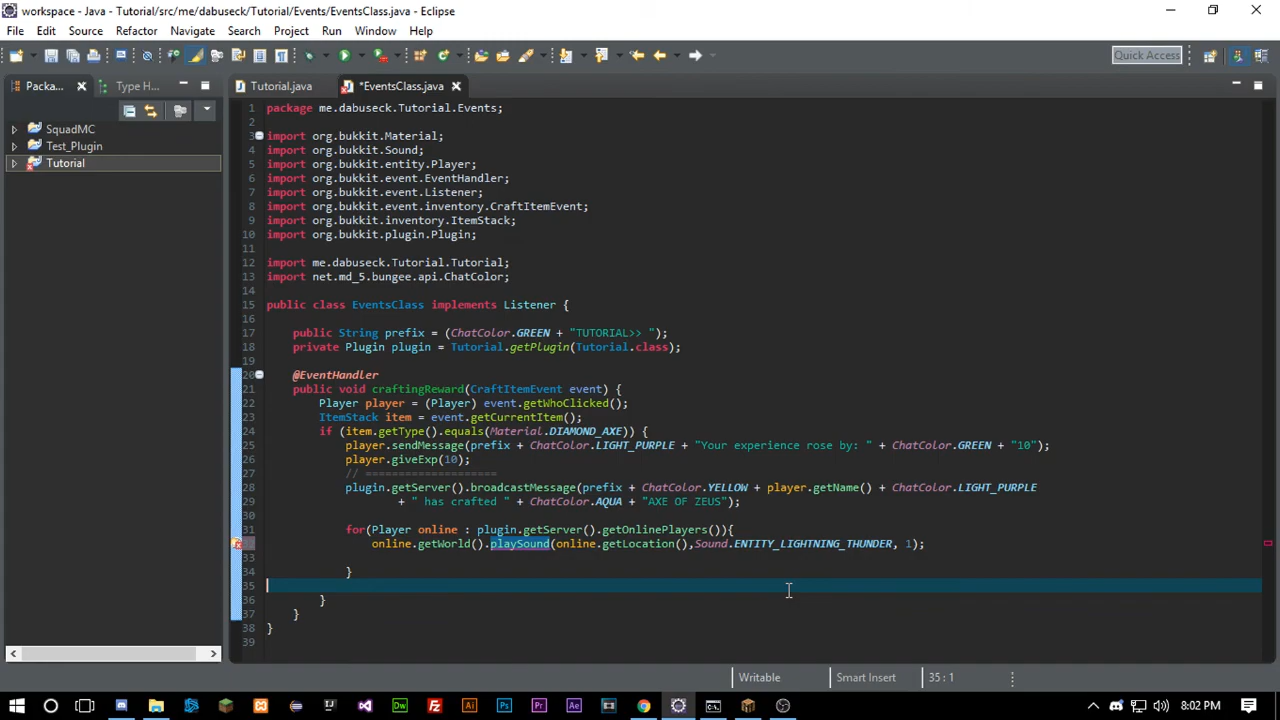 workspace - Java - Tutorial/src/me/dabuseck/Tutorial/Events/EventsClass.java - Eclipse
File Edit Source Refactor Navigate Search Project Run Window Help
Quick Access
Packa... Type H... Tutorial.java *EventsClass.java
SquadMC
Test_Plugin
Tutorial
1 package me.dabuseck.Tutorial.Events;
2
3 import org.bukkit.Material;
4 import org.bukkit.Sound;
5 import org.bukkit.entity.Player;
6 import org.bukkit.event.EventHandler;
7 import org.bukkit.event.Listener;
8 import org.bukkit.event.inventory.CraftItemEvent;
9 import org.bukkit.inventory.ItemStack;
10 import org.bukkit.plugin.Plugin;
11
12 import me.dabuseck.Tutorial.Tutorial;
13 import net.md_5.bungee.api.ChatColor;
14
15 public class EventsClass implements Listener {
16
17 public String prefix = (ChatColor.GREEN + "TUTORIAL>> ");
18 private Plugin plugin = Tutorial.getPlugin(Tutorial.class);
19
20 @EventHandler
21 public void craftingReward(CraftItemEvent event) {
22 Player player = (Player) event.getWhoClicked();
23 ItemStack item = event.getCurrentItem();
24 if (item.getType().equals(Material.DIAMOND_AXE)) {
25 player.sendMessage(prefix + ChatColor.LIGHT_PURPLE + "Your experience rose by: " + ChatColor.GREEN + "10");
26 player.giveExp(10);
27 // ====================
28 plugin.getServer().broadcastMessage(prefix + ChatColor.YELLOW + player.getName() + ChatColor.LIGHT_PURPLE
29 + " has crafted " + ChatColor.AQUA + "AXE OF ZEUS");
30
31 for(Player online : plugin.getServer().getOnlinePlayers()){
online.getWorld().playSound(online.getLocation(),Sound.ENTITY_LIGHTNING_THUNDER, 1);
33
34 }
35
36 }
37 }
38 }
39
Writable Smart Insert 35 : 1
8:02 PM